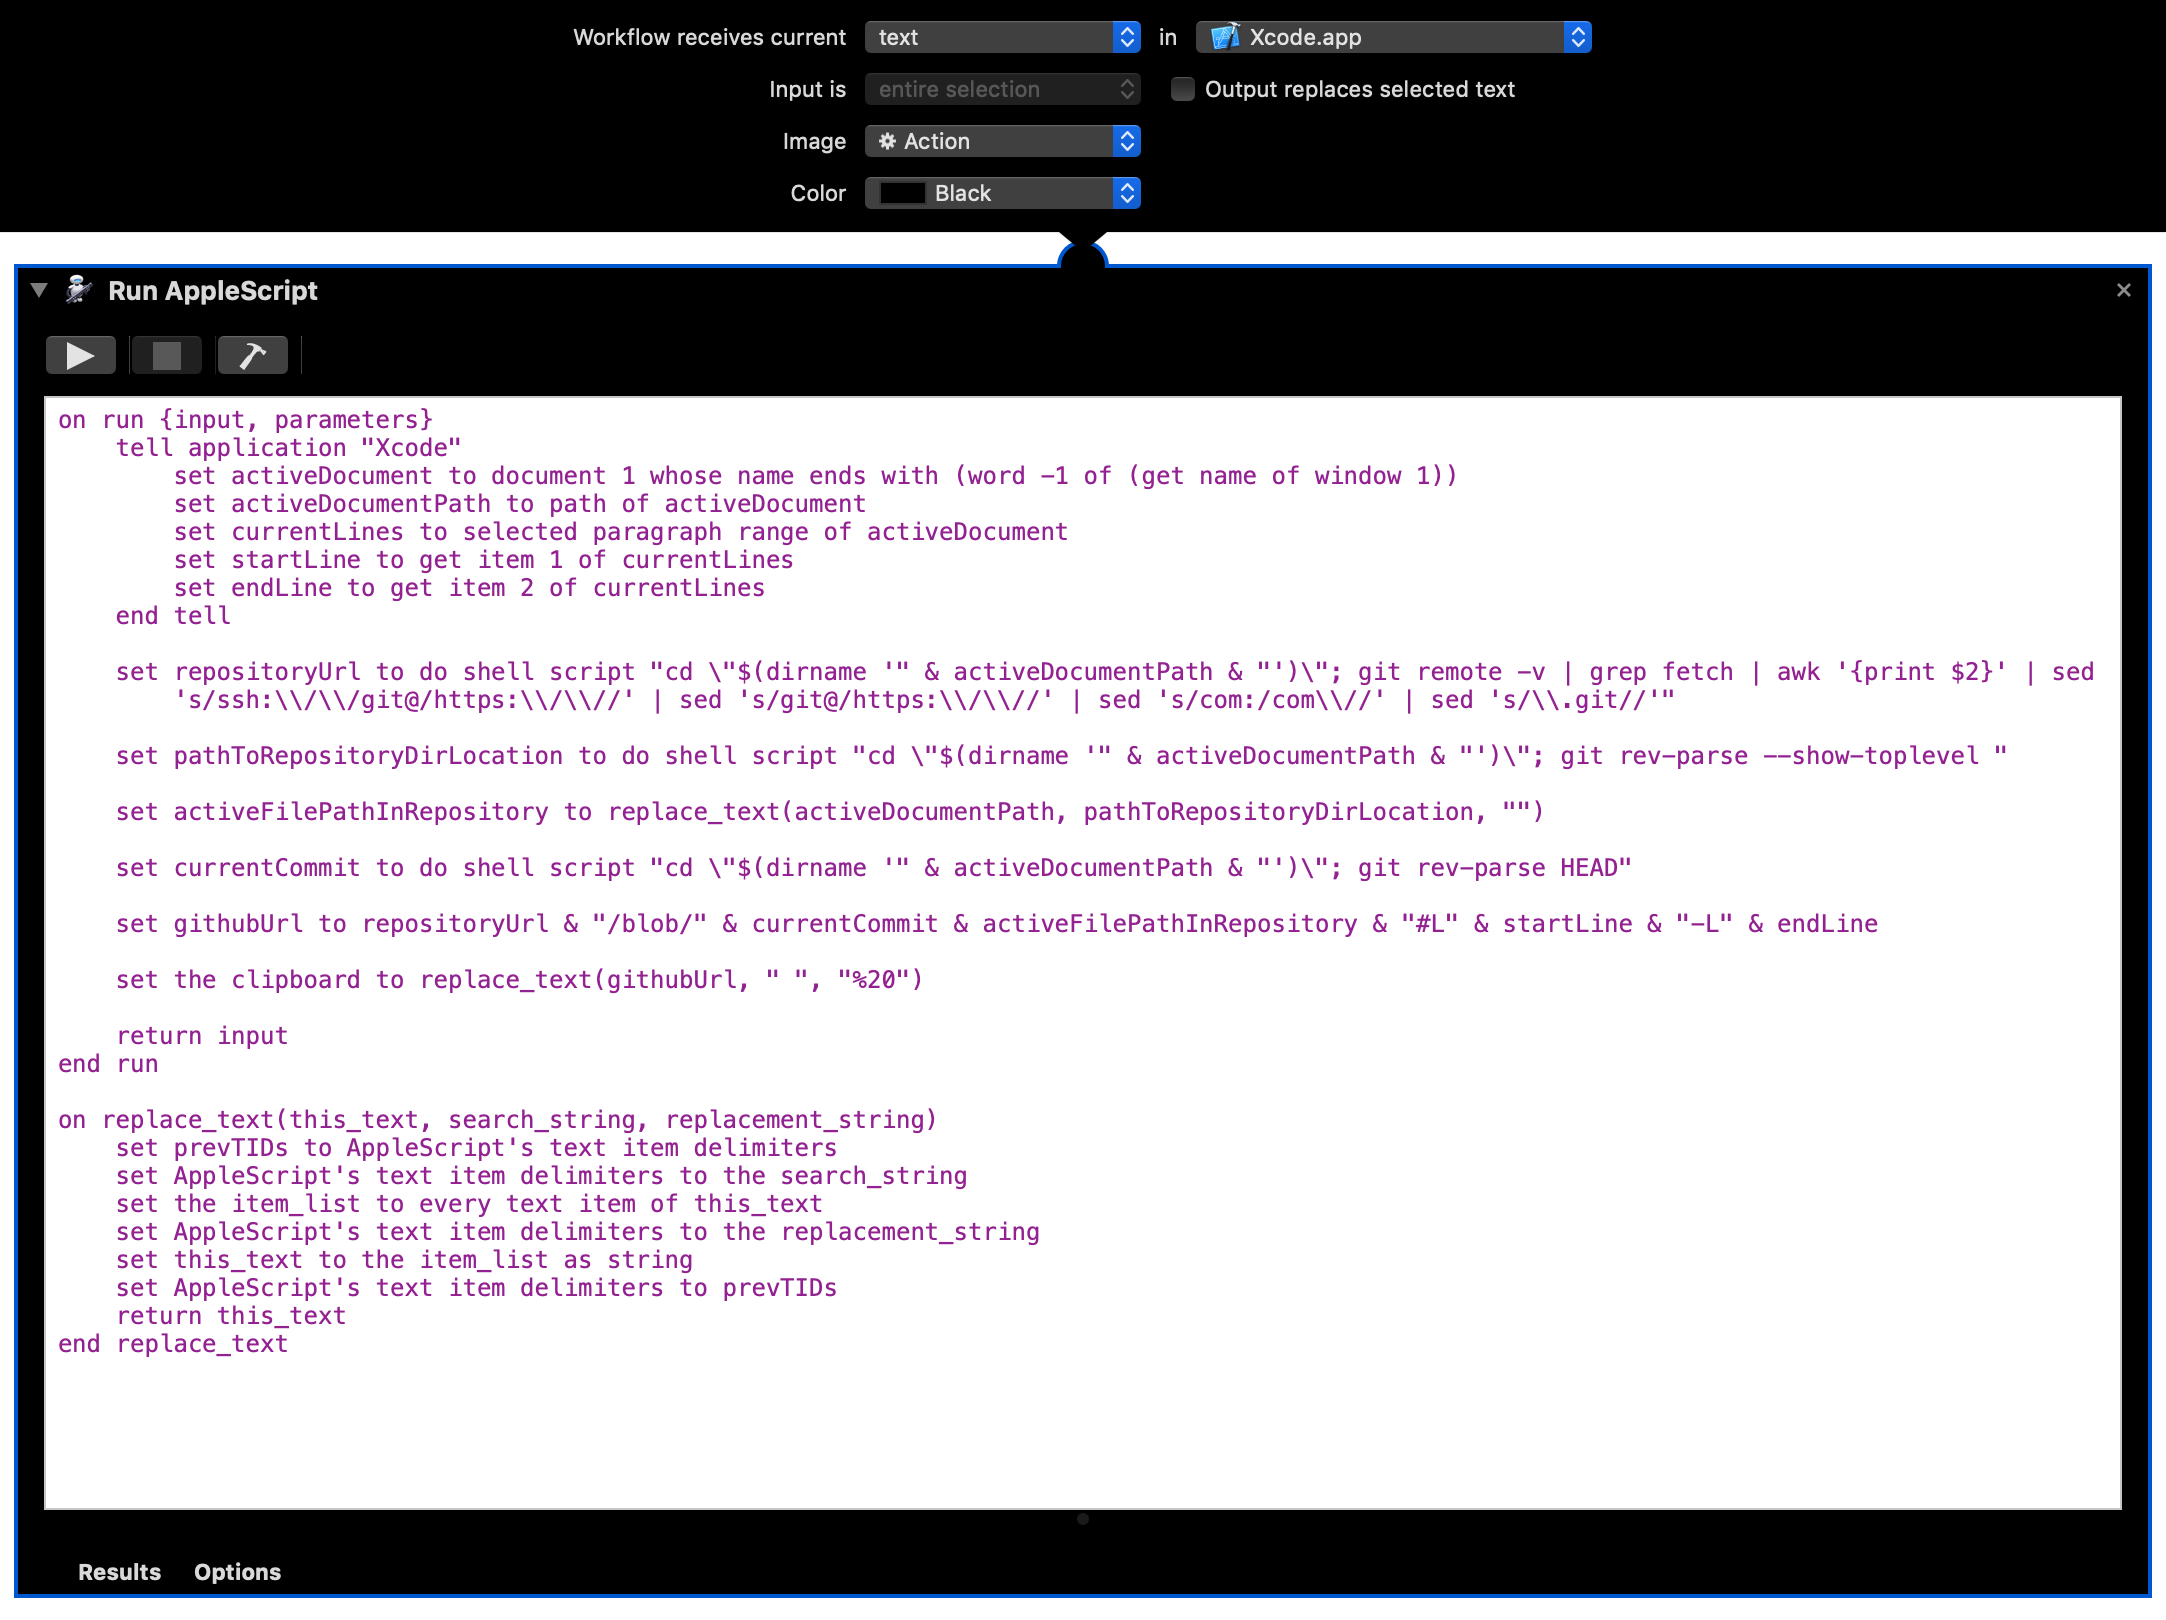 Workflow receives current text in Xcode.app
Input is entire selection Output replaces selected text
Image Action
Color Black
Run AppleScript
on run {input, parameters}
    tell application "Xcode"
        set activeDocument to document 1 whose name ends with (word -1 of (get name of window 1))
        set activeDocumentPath to path of activeDocument
        set currentLines to selected paragraph range of activeDocument
        set startLine to get item 1 of currentLines
        set endLine to get item 2 of currentLines
    end tell
    set repositoryUrl to do shell script "cd \"$(dirname '" & activeDocumentPath & "')\"; git remote -v | grep fetch | awk '{print $2}' | sed
        's/ssh:\\/\\/git@/https:\\/\\//' | sed 's/git@/https:\\/\\//' | sed 's/com:/com\\//' | sed 's/\\.git//'"
    set pathToRepositoryDirLocation to do shell script "cd \"$(dirname '" & activeDocumentPath & "')\"; git rev-parse --show-toplevel "
    set activeFilePathInRepository to replace_text(activeDocumentPath, pathToRepositoryDirLocation, "")
    set currentCommit to do shell script "cd \"$(dirname '" & activeDocumentPath & "')\"; git rev-parse HEAD"
    set githubUrl to repositoryUrl & "/blob/" & currentCommit & activeFilePathInRepository & "#L" & startLine & "-L" & endLine
    set the clipboard to replace_text(githubUrl, " ", "%20")
    return input
end run
on replace_text(this_text, search_string, replacement_string)
    set prevTIDs to AppleScript's text item delimiters
    set AppleScript's text item delimiters to the search_string
    set the item_list to every text item of this_text
    set AppleScript's text item delimiters to the replacement_string
    set this_text to the item_list as string
    set AppleScript's text item delimiters to prevTIDs
    return this_text
end replace_text
Results Options